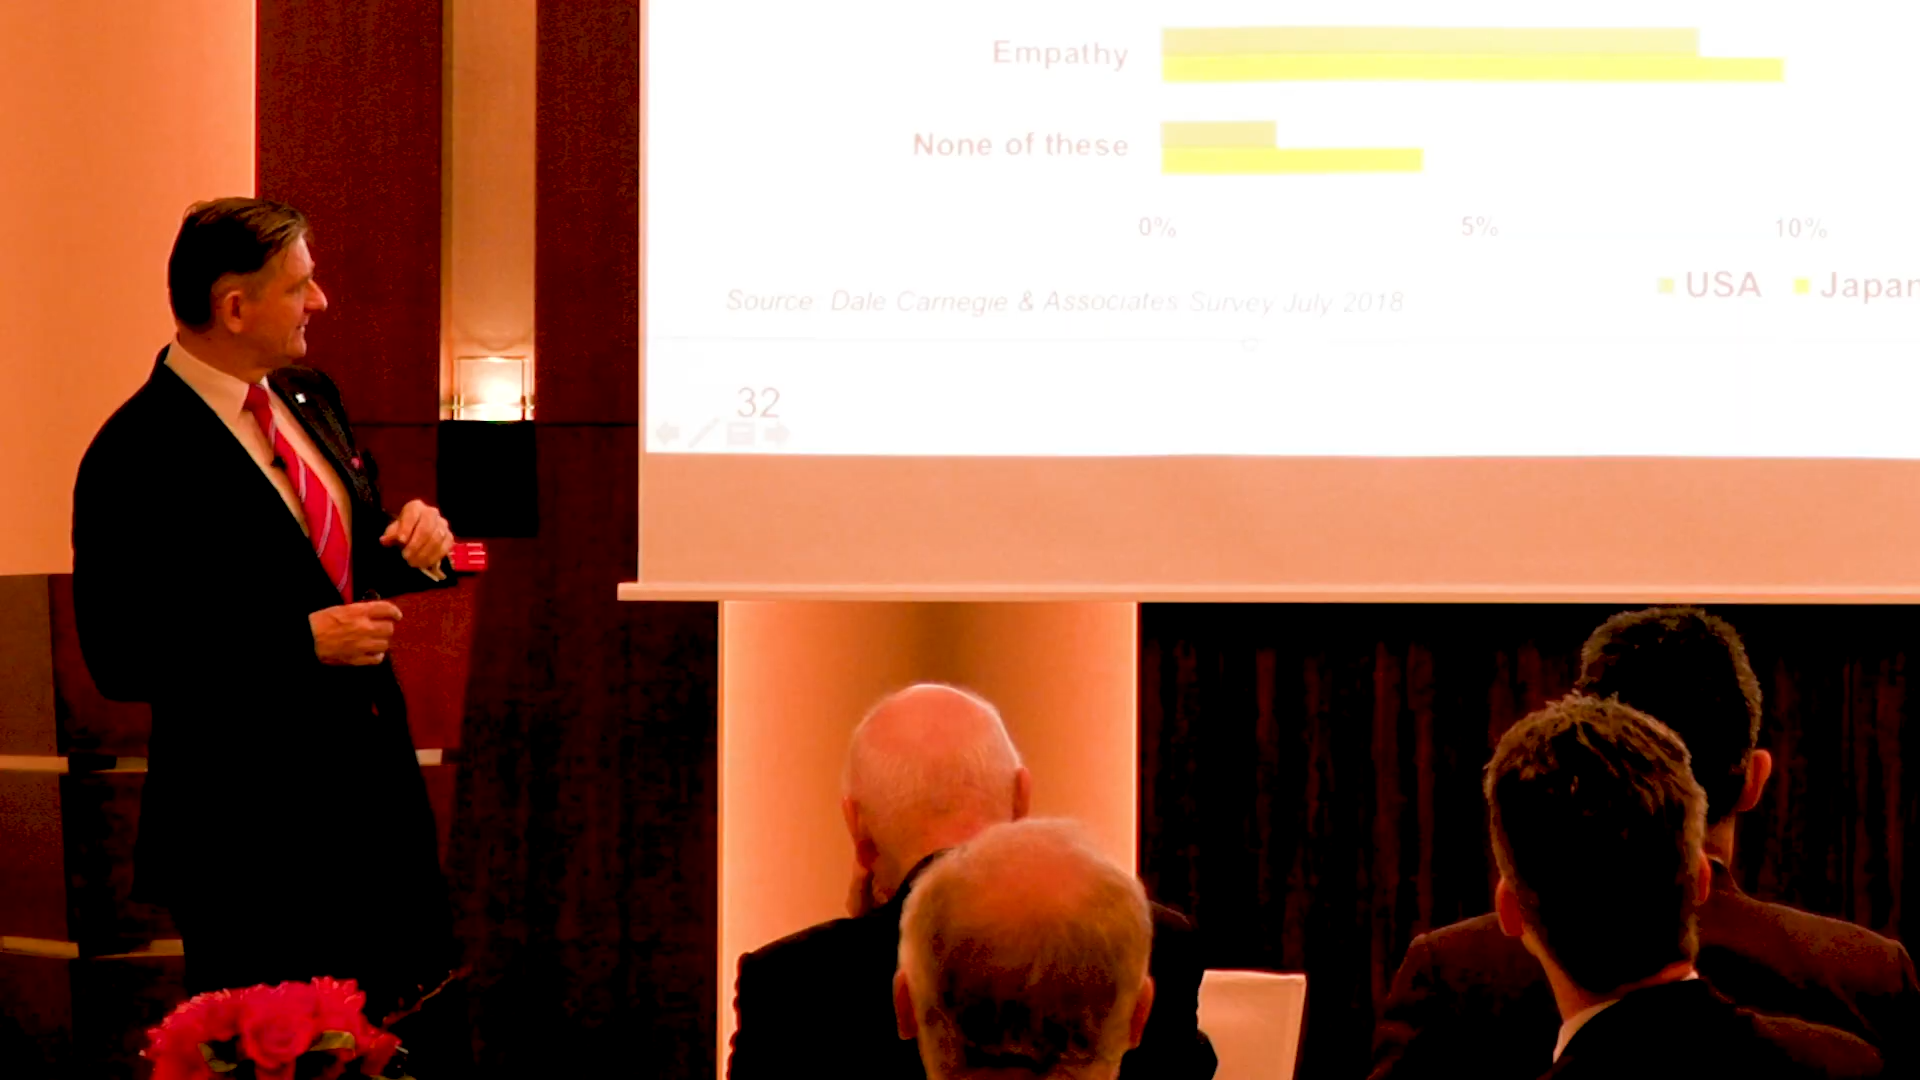 Empathy
None of these
0% 5% 10%
USA Japan
Source: Dale Carnegie & Associates Survey July 2018
32